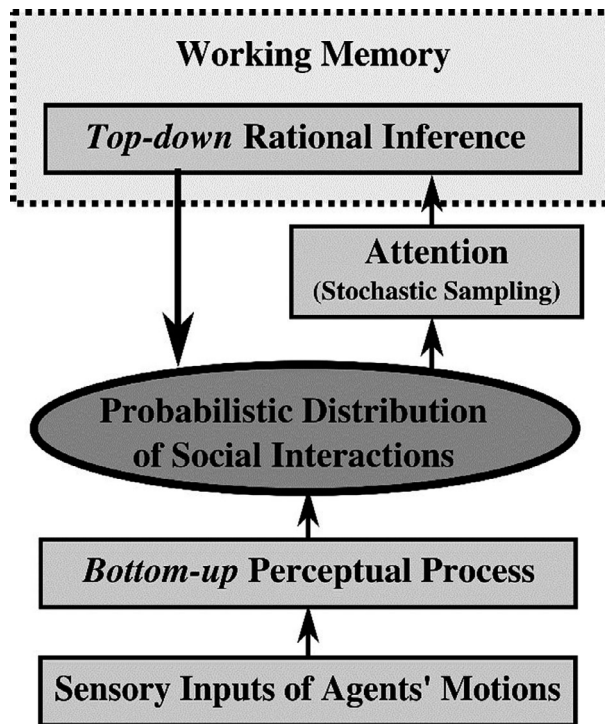 Working Memory
Top-down Rational Inference
Attention
(Stochastic Sampling)
Probabilistic Distribution
of Social Interactions
Bottom-up Perceptual Process
Sensory Inputs of Agents' Motions